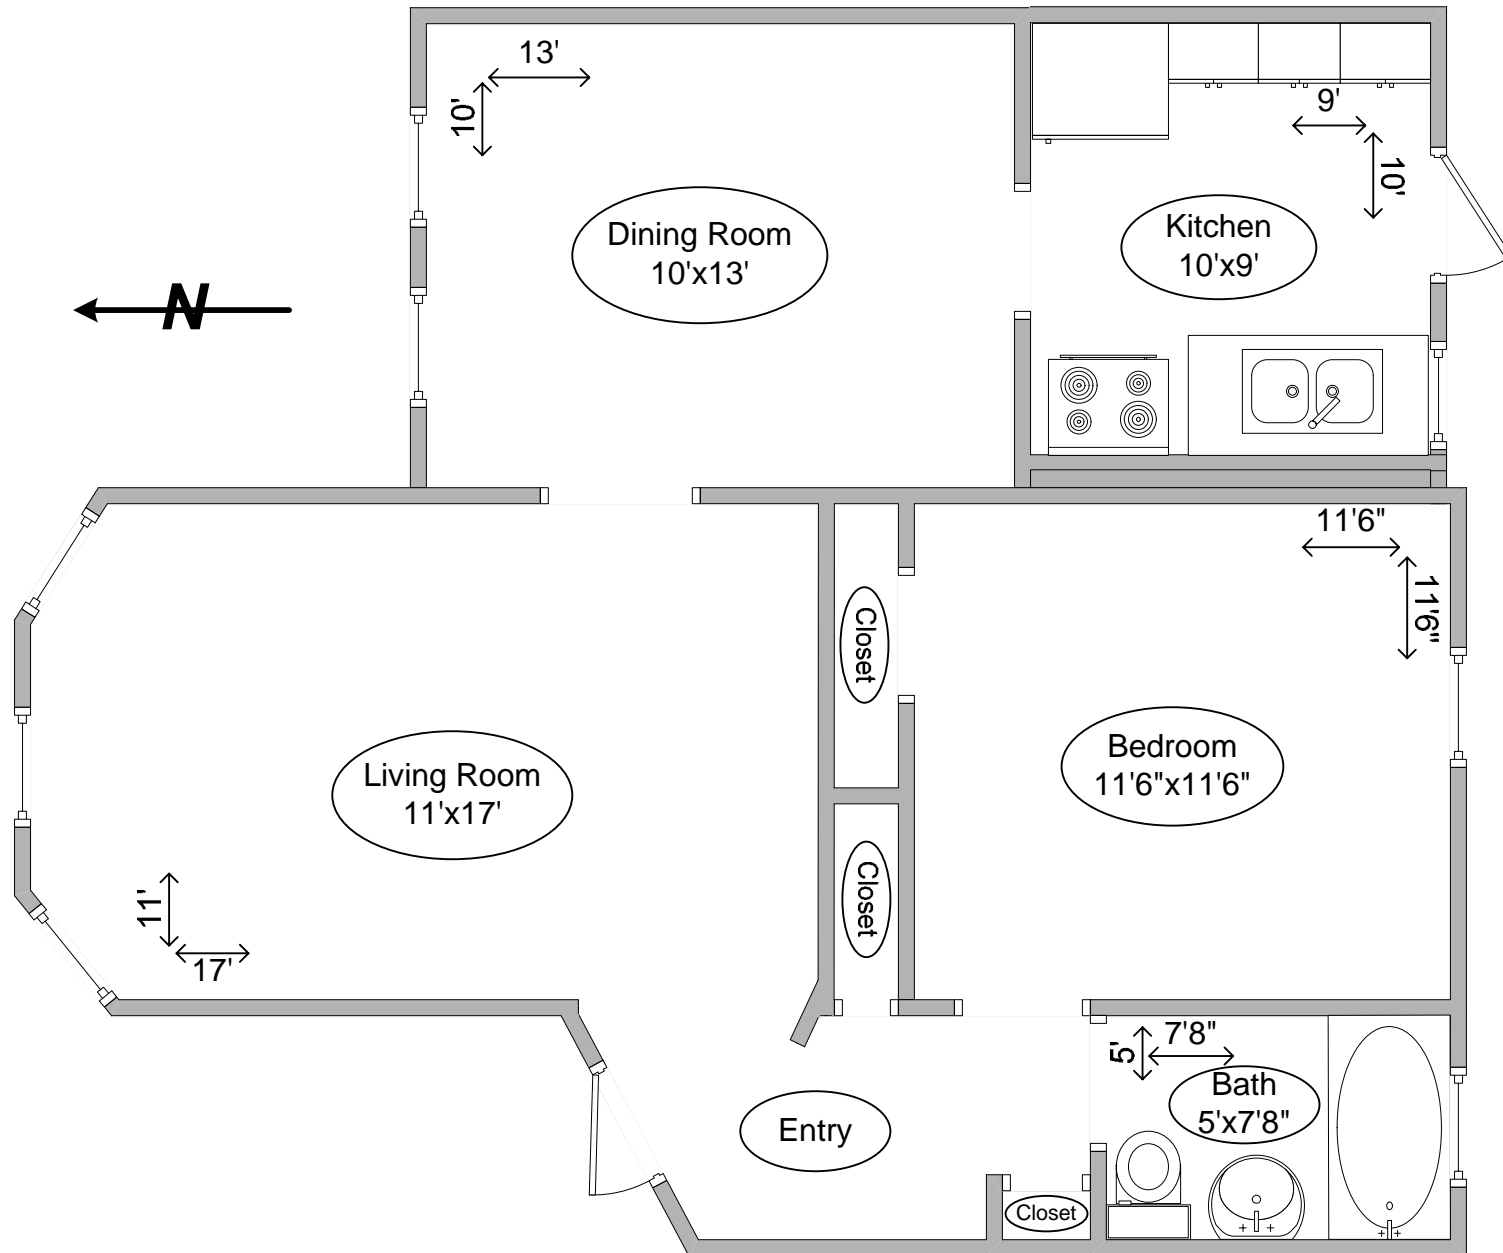 13'
10'
9'
10'
Dining Room
10'x13'
Kitchen
10'x9'
N
11'6"
11'6"
Closet
Living Room
11'x17'
Bedroom
11'6"x11'6"
Closet
11'
17'
5'
7'8"
Bath
5'x7'8"
Entry
Closet